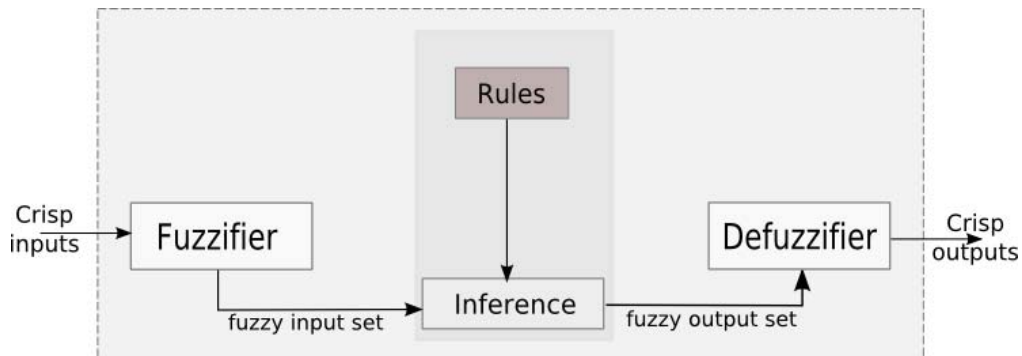 Rules
Crisp
inputs
Fuzzifier
Defuzzifier
Crisp
outputs
Inference
fuzzy input set
fuzzy output set